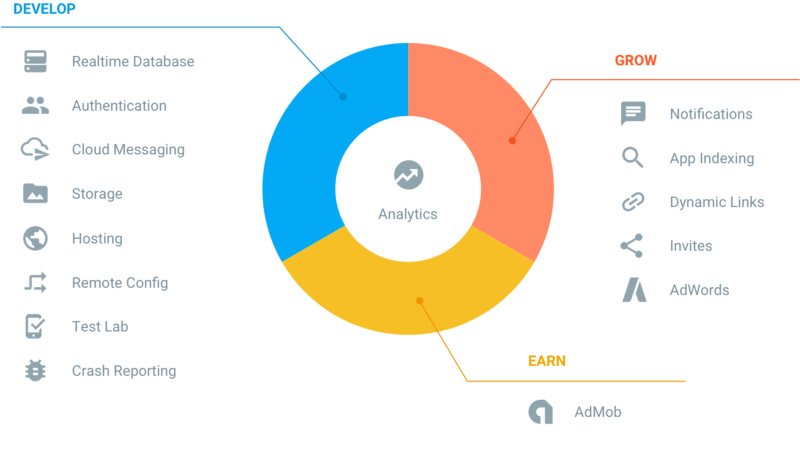 DEVELOP
Realtime Database
Authentication
Cloud Messaging
Storage
Hosting
Remote Config
Test Lab
Crash Reporting
Analytics
GROW
Notifications
App Indexing
Dynamic Links
Invites
AdWords
EARN
AdMob